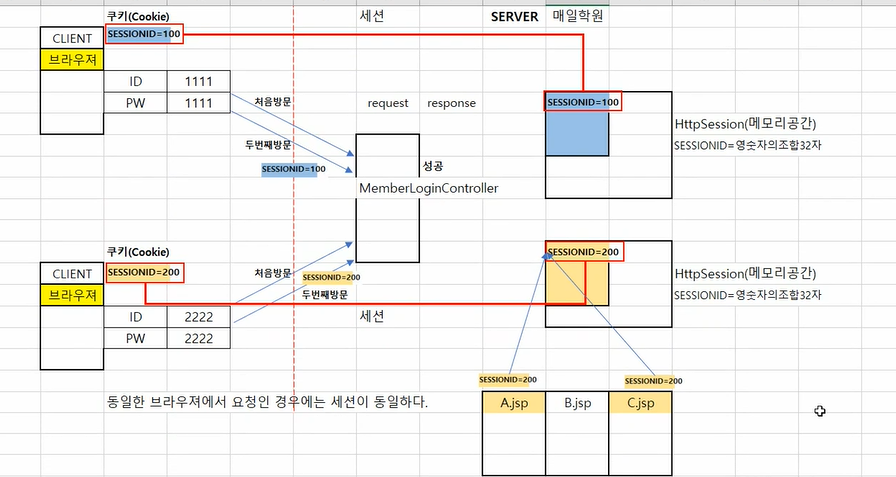 쿠키(Cookie)
세션
SERVER
매일학원
CLIENT
SESSIONID=100
브라우져
ID
1111
PW
1111
처음방문
request
response
SESSIONID=100
HttpSession(메모리공간)
SESSIONID=영숫자의조합32자
두번째방문
SESSIONID=100
성공
MemberLoginController
쿠키(Cookie)
SESSIONID=200
CLIENT
SESSIONID=200
처음방문
SESSIONID=200
HttpSession(메모리공간)
브라우져
두번째방문
SESSIONID=영숫자의조합32자
ID
2222
세션
PW
2222
SESSIONID=200
SESSIONID=200
동일한 브라우져에서 요청인 경우에는 세션이 동일하다.
A.jsp
B.jsp
C.jsp